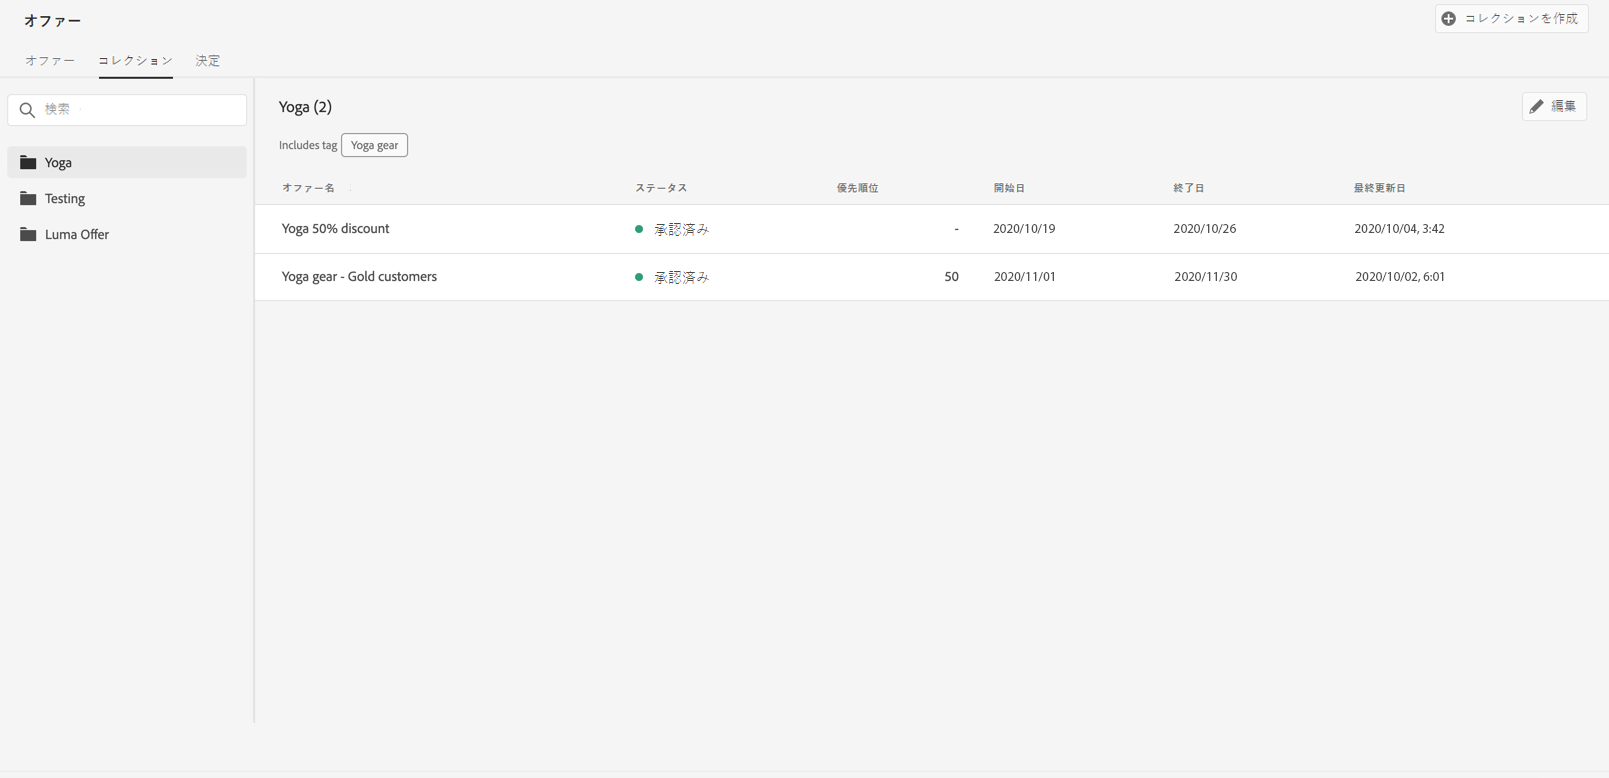 オファー
コレクションを作成
オファー コレクション 決定
検索
Yoga
Testing
Luma Offer
Yoga (2)
編集
Includes tag Yoga gear
オファー名 ステータス 優先順位 開始日 終了日 最終更新日
Yoga 50% discount 承認済み - 2020/10/19 2020/10/26 2020/10/04, 3:42
Yoga gear - Gold customers 承認済み 50 2020/11/01 2020/11/30 2020/10/02, 6:01